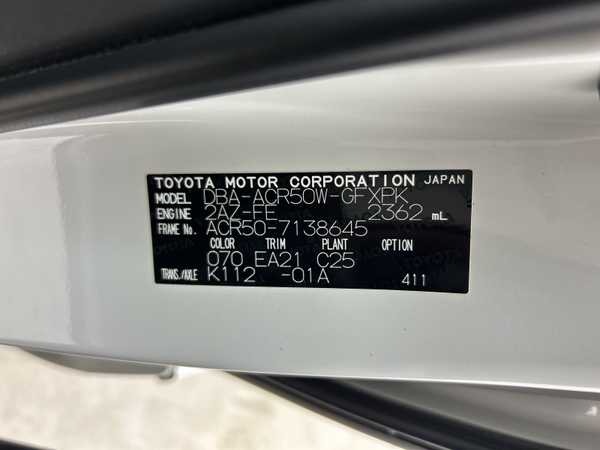 TOYOTA MOTOR CORPORATION JAPAN
MODEL DBA-ACR50W-GFXPK
ENGINE 2AZ-FE 2362 mL
FRAME No. ACR50-7138645
COLOR TRIM PLANT OPTION
070 EA21 C25
TRANS./AXLE K112 -01A 411